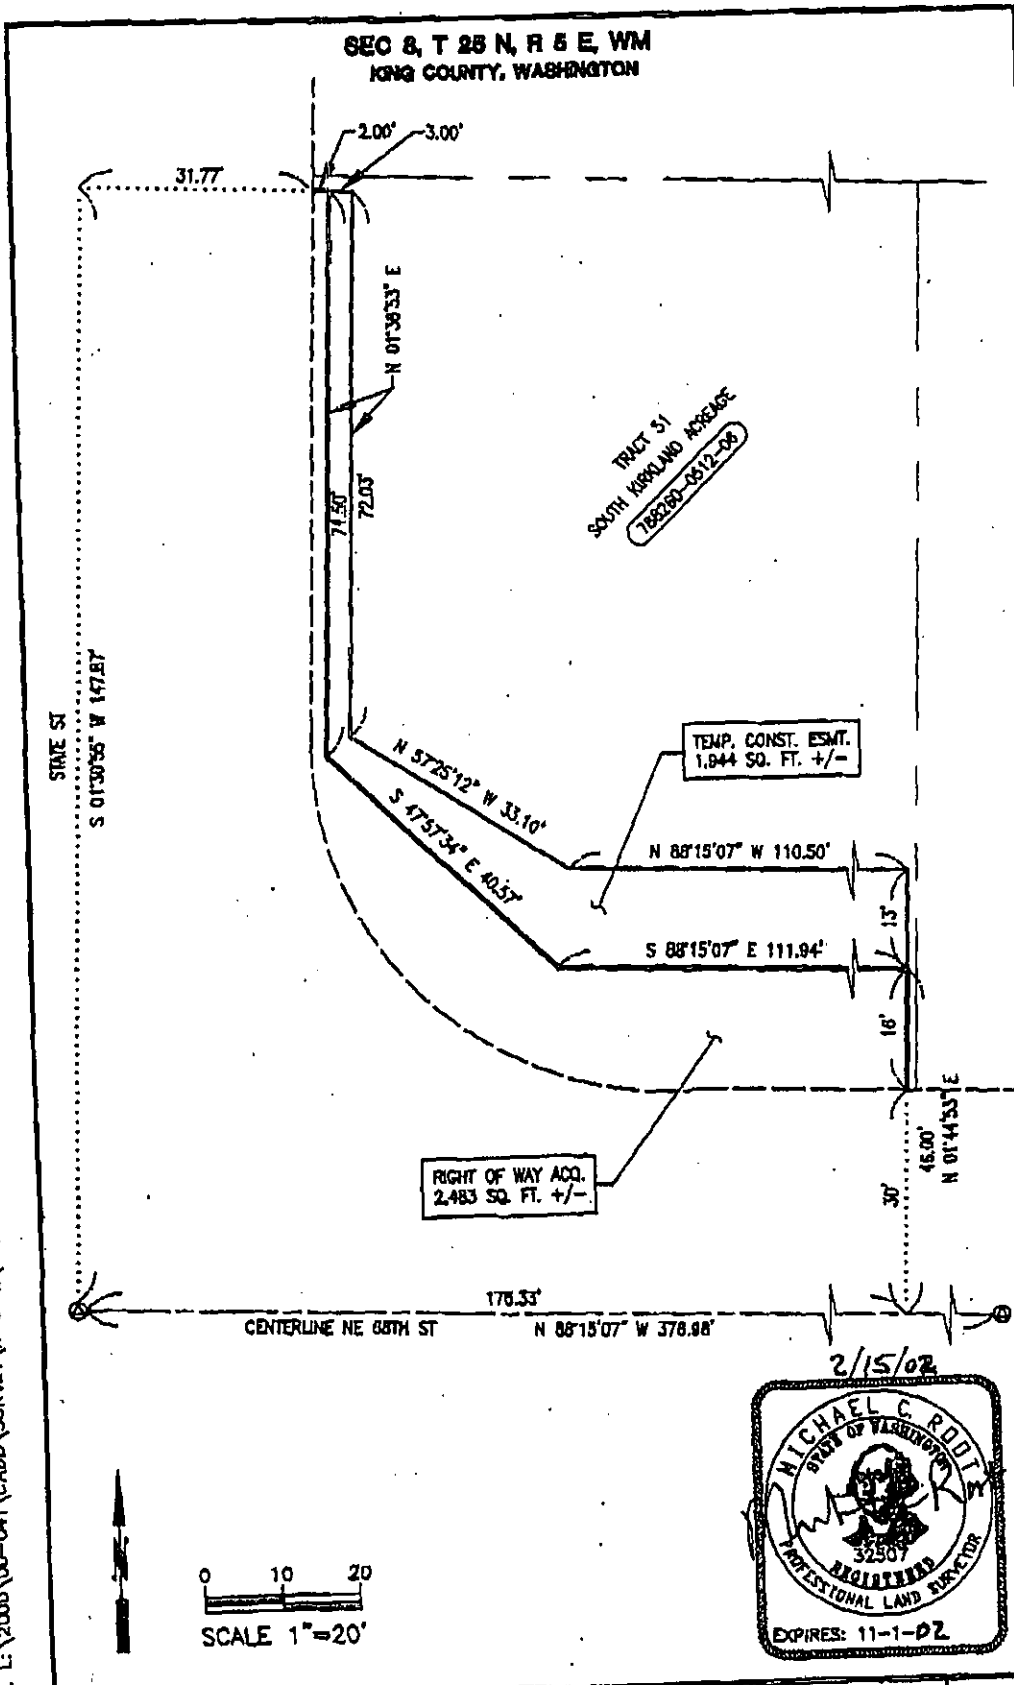 SEC 8, T 25 N, R 5 E, WM
KING COUNTY, WASHINGTON
2.00'
3.00'
31.77'
N 01°38'53" E
74.50'
72.03'
TRACT 31
SOUTH KIRKLAND ACREAGE
788260-0512-06
STATE ST
S 01°30'55" W 147.87'
TEMP. CONST. ESMT.
1,944 SQ. FT. +/-
N 57°25'12" W 33.10'
S 47°57'34" E 40.57'
N 88°15'07" W 110.50'
13'
S 88°15'07" E 111.94'
16'
RIGHT OF WAY ACQ.
2,483 SQ. FT. +/-
30'
46.00'
N 01°44'53" E
176.33'
CENTERLINE NE 68TH ST
N 88°15'07" W 376.98'
2/15/02
MICHAEL C. ROOTE
STATE OF WASHINGTON
32507
REGISTERED
PROFESSIONAL LAND SURVEYOR
EXPIRES: 11-1-02
N
0 10 20
SCALE 1"=20'